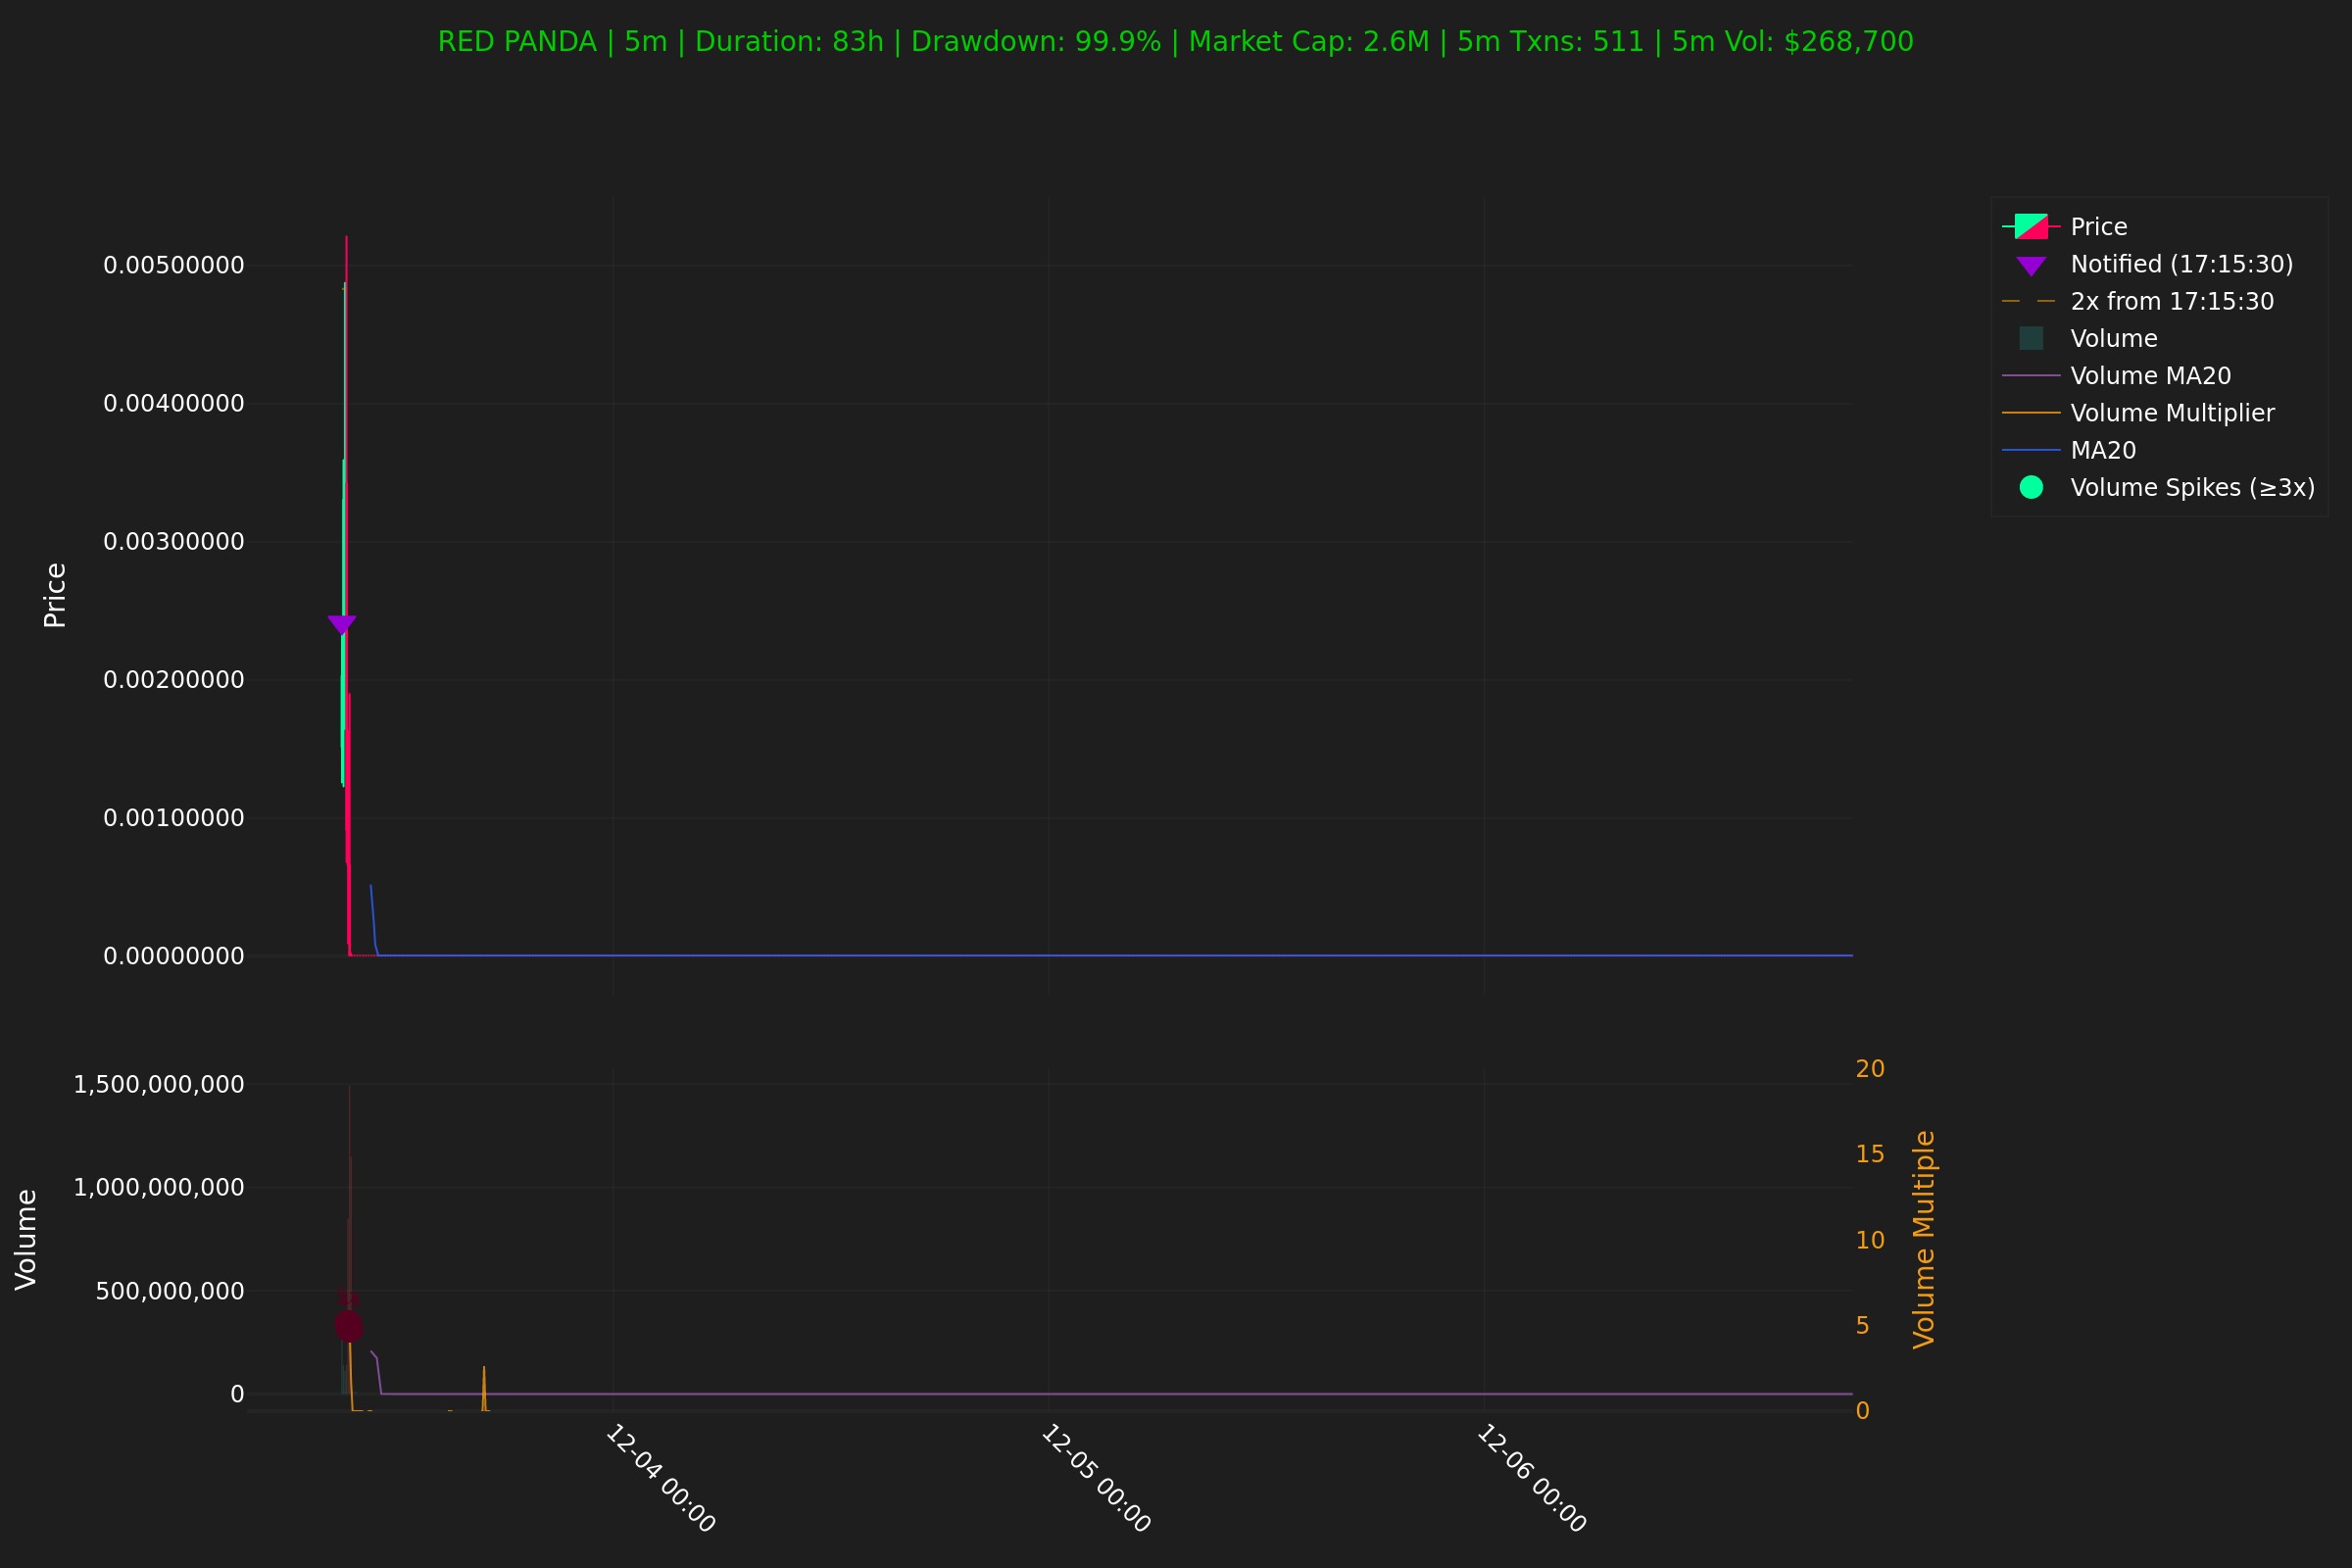 RED PANDA | 5m | Duration: 83h | Drawdown: 99.9% | Market Cap: 2.6M | 5m Txns: 511 | 5m Vol: $268,700
Price
Notified (17:15:30)
2x from 17:15:30
Volume
Volume MA20
Volume Multiplier
MA20
Volume Spikes (≥3x)
Price
0.00500000
0.00400000
0.00300000
0.00200000
0.00100000
0.00000000
Volume
1,500,000,000
1,000,000,000
500,000,000
0
20
15
10
5
0
Volume Multiple
12-04 00:00
12-05 00:00
12-06 00:00